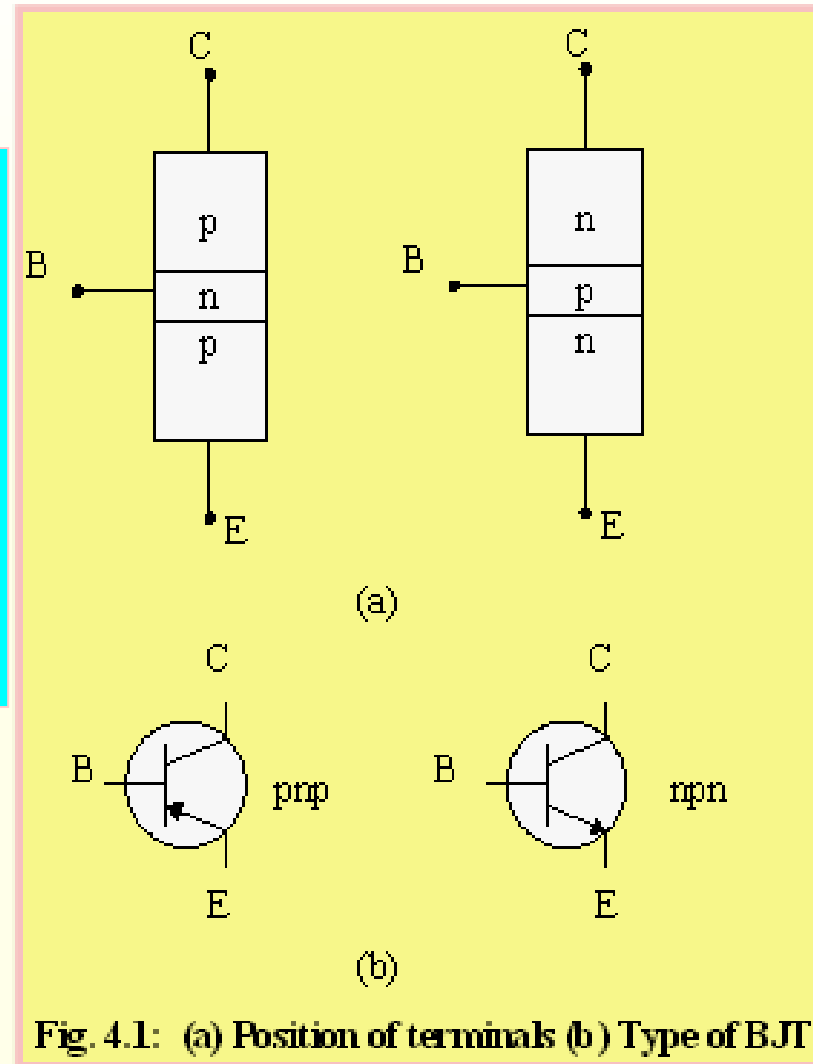 C C
p n
B B
n p
p n
E E
(a)
C C
B pnp B npn
E E
(b)
Fig. 4.1: (a) Position of terminals (b) Type of BJT